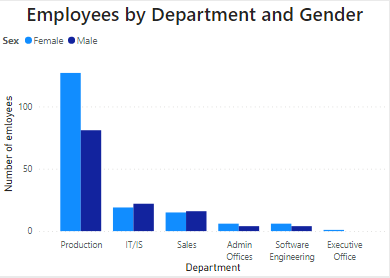 Employees by Department and Gender
Sex Female Male
Number of emloyees
100
50
0
Production
IT/IS
Sales
Admin
Offices
Software
Engineering
Executive
Office
Department